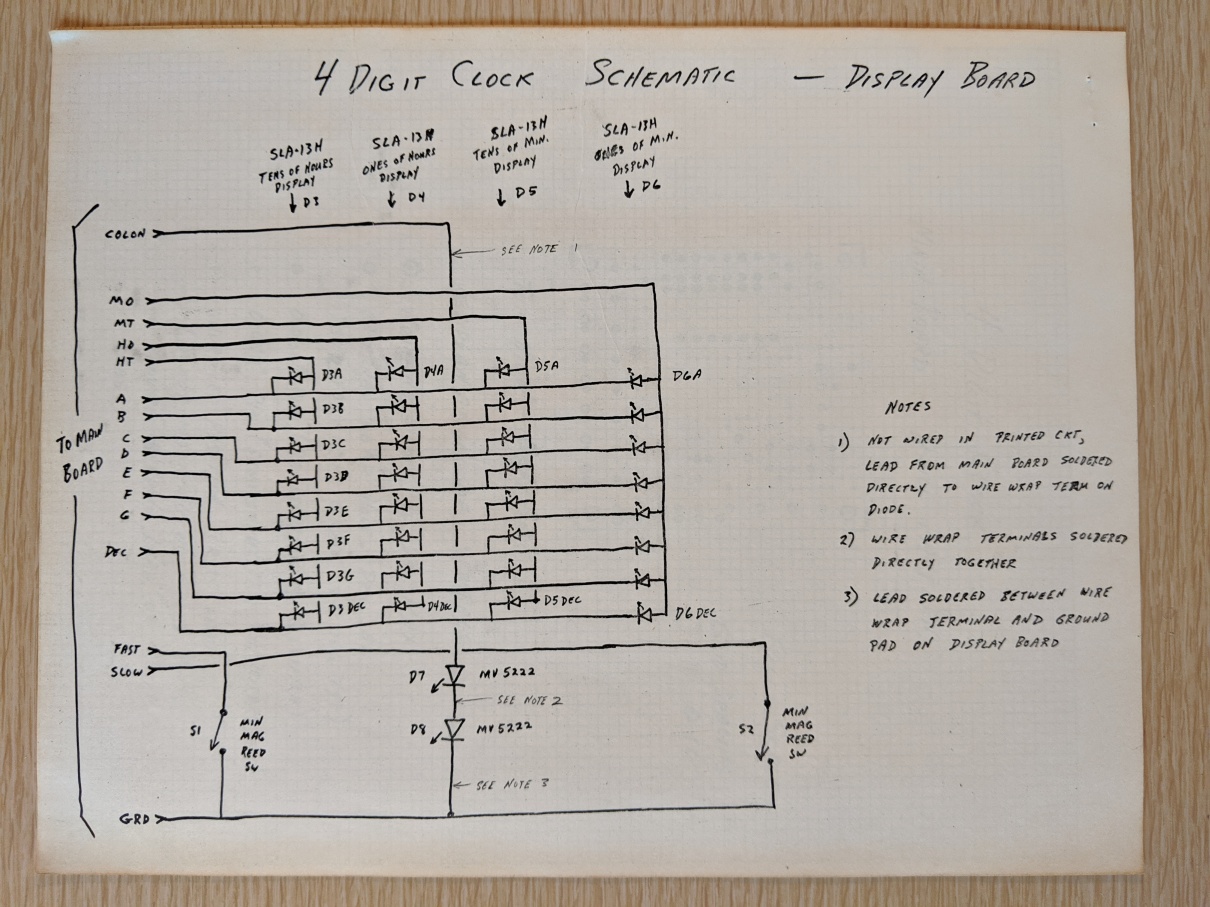 4 DIGIT CLOCK SCHEMATIC — DISPLAY BOARD
SLA-13H
TENS OF HOURS
DISPLAY
↓ D3
SLA-13H
ONES OF HOURS
DISPLAY
↓ D4
SLA-13H
TENS OF MIN.
DISPLAY
↓ D5
SLA-13H
ONES OF MIN.
DISPLAY
↓ D6
COLON
SEE NOTE 1
MO
MT
HO
HT
A
B
C
D
E
F
G
DEC
TO MAIN
BOARD
D3A
D4A
D5A
D6A
D3B
D3C
D3D
D3E
D3F
D3G
D3 DEC
D4 DEC
D5 DEC
D6 DEC
FAST
SLOW
D7
MV 5222
SEE NOTE 2
D8
MV 5222
SEE NOTE 3
S1
MIN
MAG
REED
SW
S2
MIN
MAG
REED
SW
GRD
NOTES
1) NOT WIRED IN PRINTED CKT,
LEAD FROM MAIN BOARD SOLDERED
DIRECTLY TO WIRE WRAP TERM ON
DIODE.
2) WIRE WRAP TERMINALS SOLDERED
DIRECTLY TOGETHER
3) LEAD SOLDERED BETWEEN WIRE
WRAP TERMINAL AND GROUND
PAD ON DISPLAY BOARD